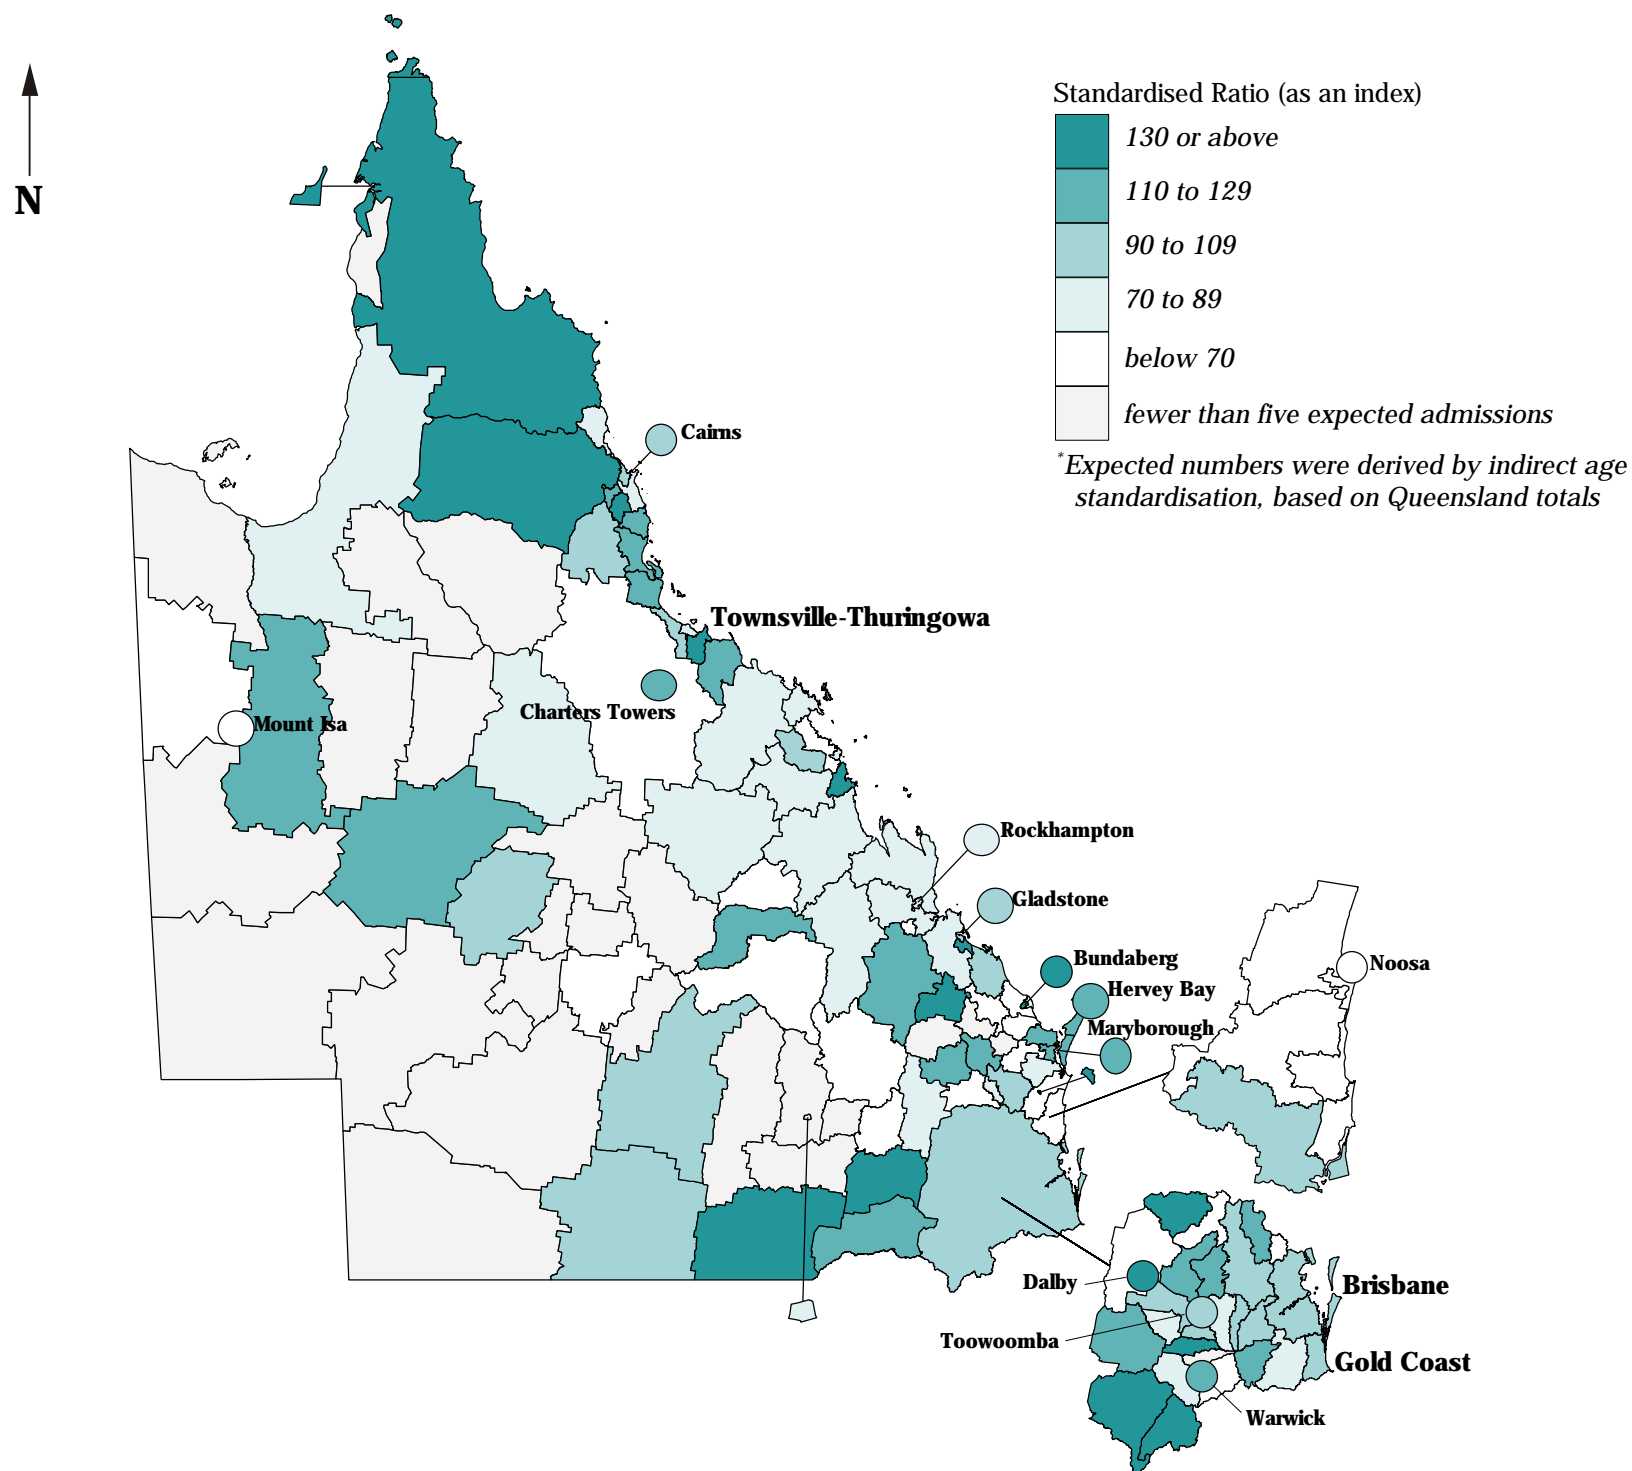 N
Standardised Ratio (as an index)
130 or above
110 to 129
90 to 109
70 to 89
below 70
fewer than five expected admissions
*Expected numbers were derived by indirect age
standardisation, based on Queensland totals
Cairns
Townsville-Thuringowa
Charters Towers
Mount Isa
Rockhampton
Gladstone
Bundaberg
Noosa
Hervey Bay
Maryborough
Dalby
Brisbane
Toowoomba
Gold Coast
Warwick